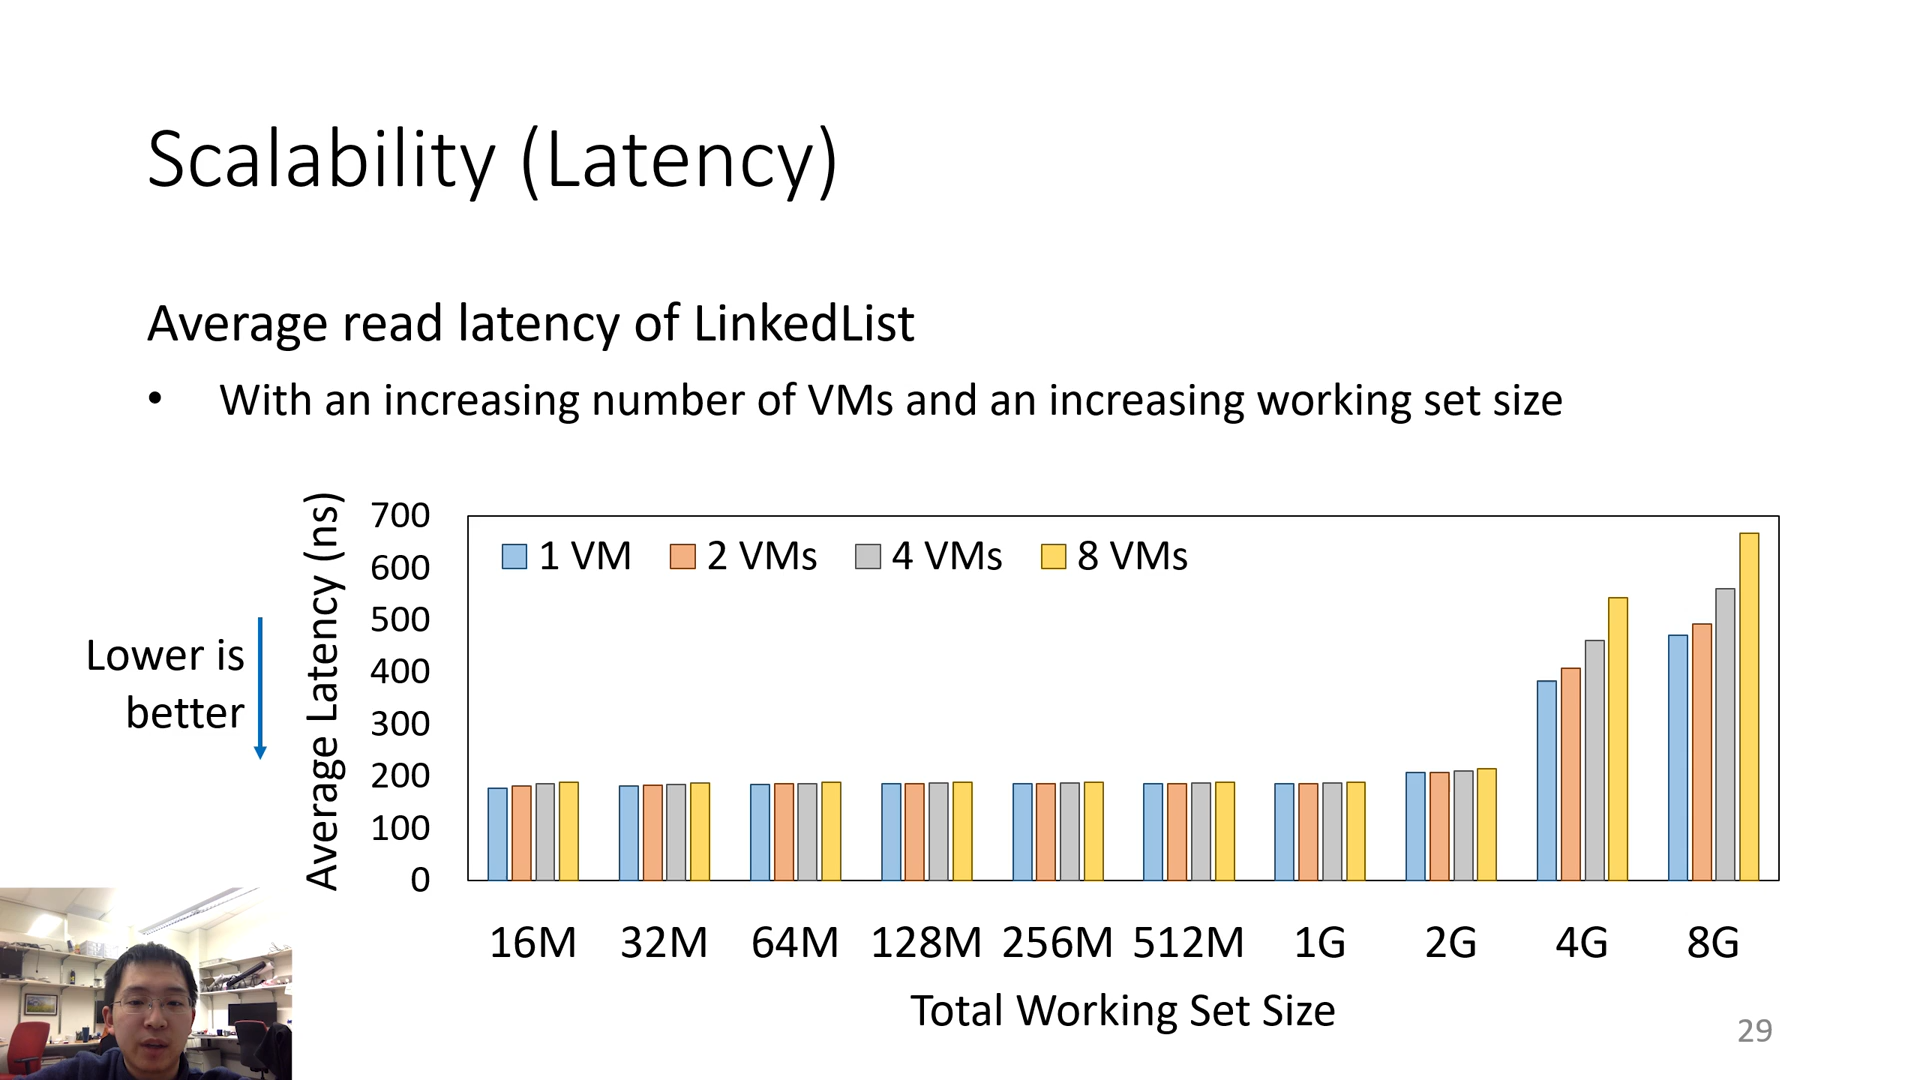 Scalability (Latency)
Average read latency of LinkedList
• With an increasing number of VMs and an increasing working set size
Lower is
better
Average Latency (ns)
700
600
500
400
300
200
100
0
1 VM 2 VMs 4 VMs 8 VMs
16M 32M 64M 128M 256M 512M 1G 2G 4G 8G
Total Working Set Size
29